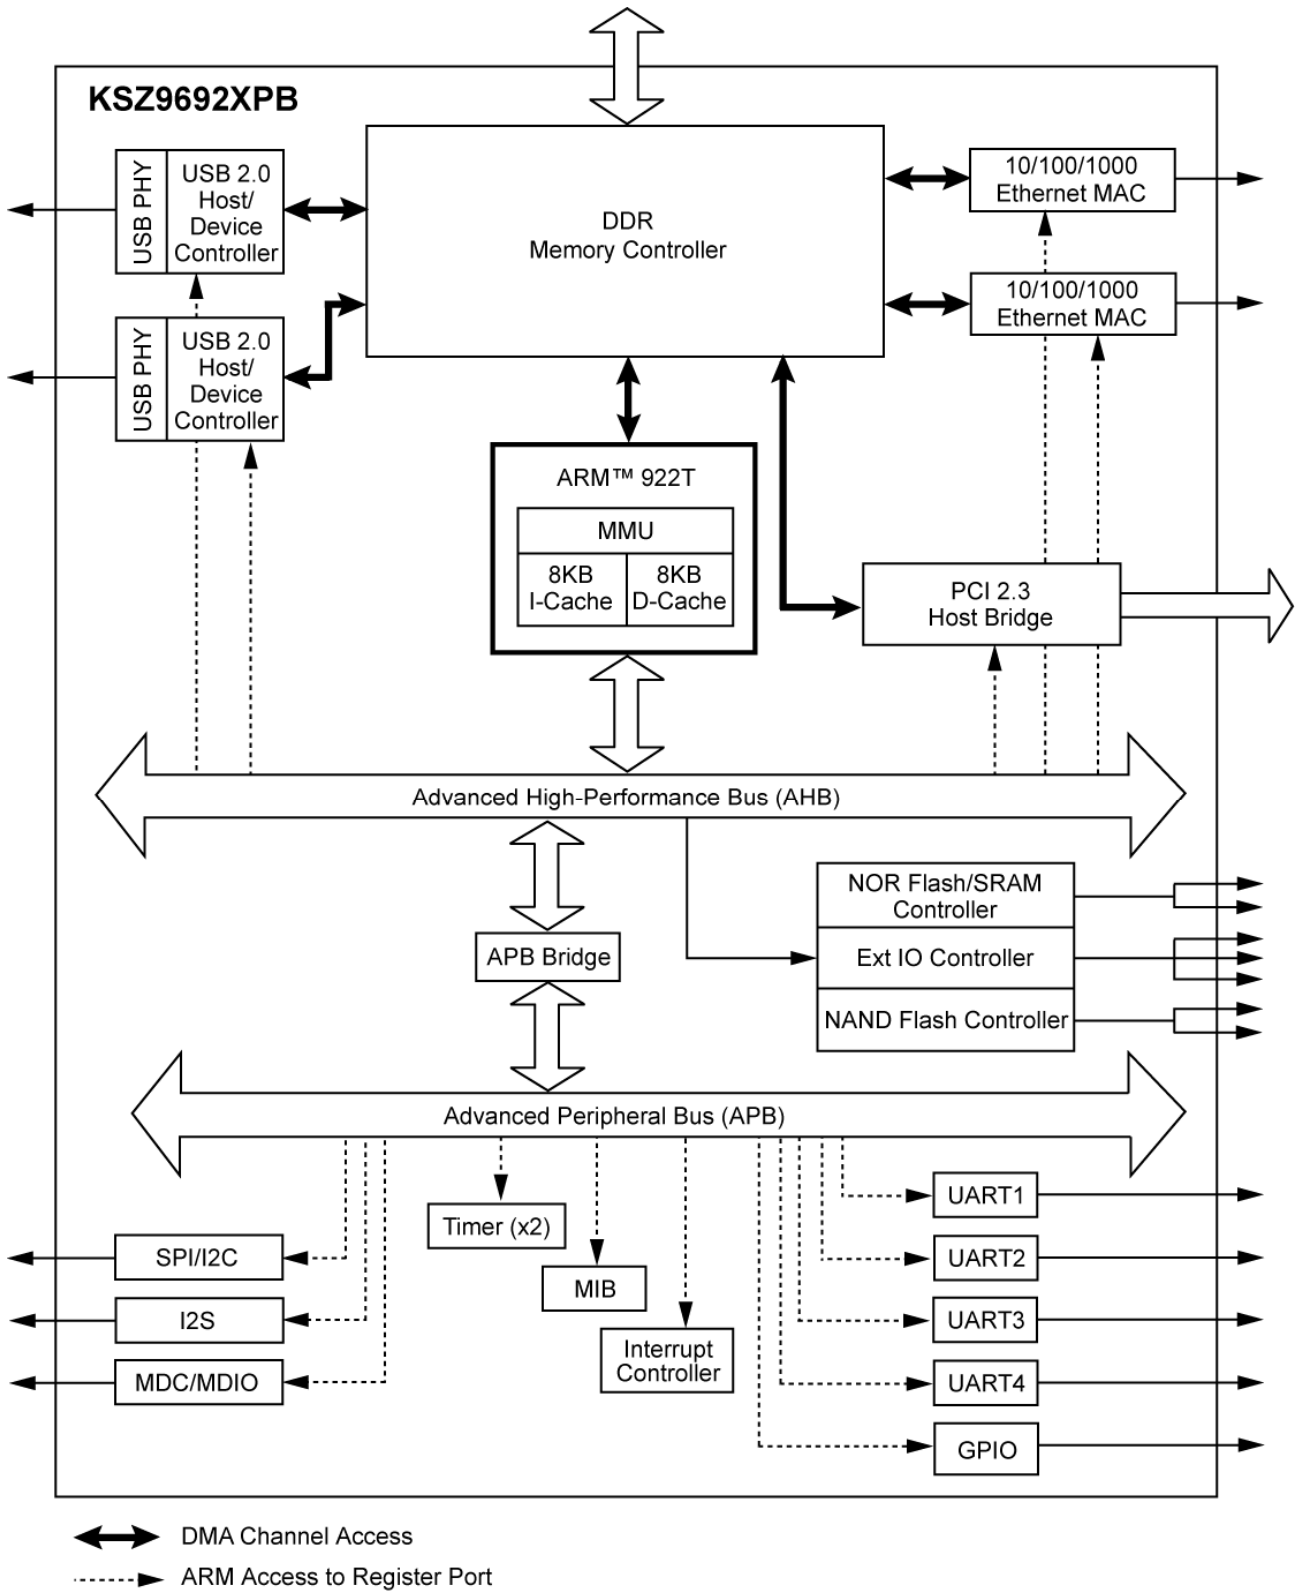 KSZ9692XPB
USB PHY
USB 2.0
Host/
Device
Controller
DDR
Memory Controller
10/100/1000
Ethernet MAC
10/100/1000
Ethernet MAC
USB PHY
USB 2.0
Host/
Device
Controller
ARM™ 922T
MMU
8KB
I-Cache
8KB
D-Cache
PCI 2.3
Host Bridge
Advanced High-Performance Bus (AHB)
NOR Flash/SRAM
Controller
APB Bridge
Ext IO Controller
NAND Flash Controller
Advanced Peripheral Bus (APB)
UART1
Timer (x2)
SPI/I2C
UART2
MIB
I2S
UART3
Interrupt
Controller
MDC/MDIO
UART4
GPIO
DMA Channel Access
ARM Access to Register Port